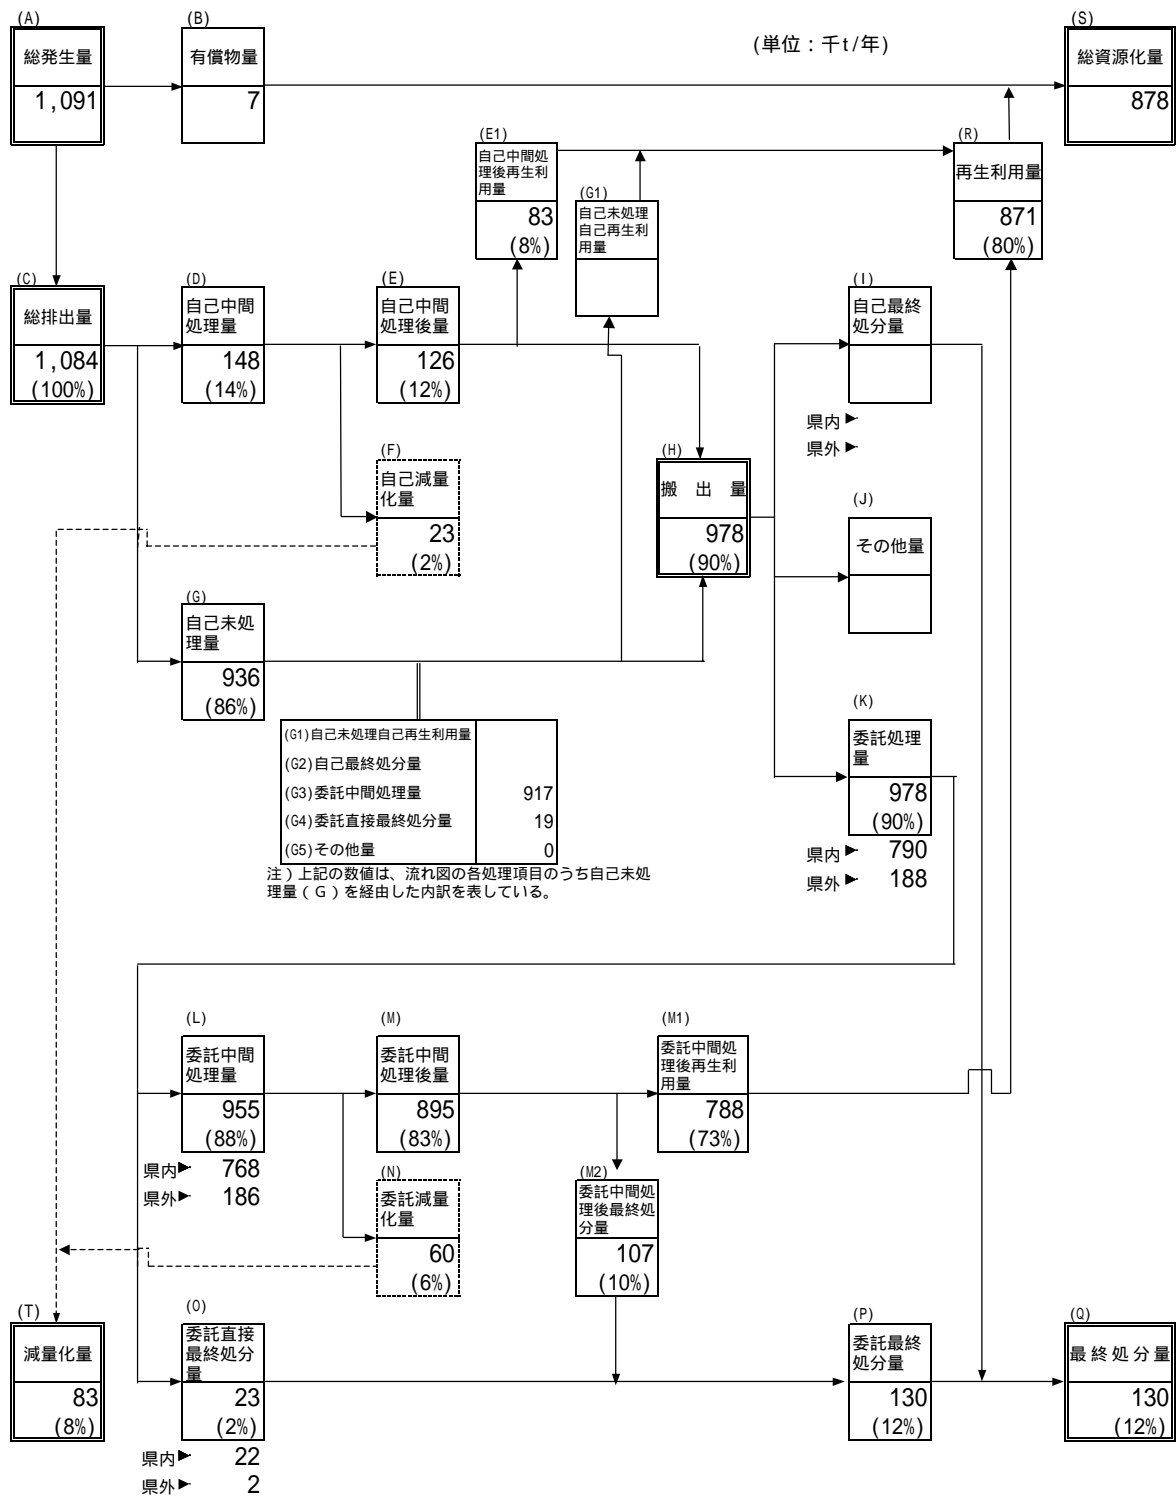 (A)
総発生量
1,091
(B)
有償物量
7
(単位：千t/年)
(S)
総資源化量
878
(E1)
自己中間処
理後再生利
用量
83
(8%)
(G1)
自己未処理
自己再生利
用量
(R)
再生利用量
871
(80%)
(C)
総排出量
1,084
(100%)
(D)
自己中間
処理量
148
(14%)
(E)
自己中間
処理後量
126
(12%)
(I)
自己最終
処分量
県内
県外
(F)
自己減量
化量
23
(2%)
(H)
搬 出 量
978
(90%)
(J)
その他量
(G)
自己未処
理量
936
(86%)
(G1)自己未処理自己再生利用量
(G2)自己最終処分量
(G3)委託中間処理量 917
(G4)委託直接最終処分量 19
(G5)その他量 0
注）上記の数値は、流れ図の各処理項目のうち自己未処
理量（Ｇ）を経由した内訳を表している。
(K)
委託処理
量
978
(90%)
県内 790
県外 188
(L)
委託中間
処理量
955
(88%)
県内 768
県外 186
(M)
委託中間
処理後量
895
(83%)
(M1)
委託中間処
理後再生利
用量
788
(73%)
(N)
委託減量
化量
60
(6%)
(M2)
委託中間処
理後最終処
分量
107
(10%)
(T)
減量化量
83
(8%)
(O)
委託直接
最終処分
量
23
(2%)
県内 22
県外 2
(P)
委託最終
処分量
130
(12%)
(Q)
最終処分量
130
(12%)